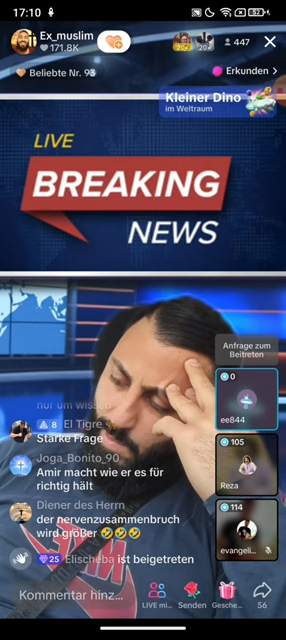 17:10
Ex_muslim
171.8K
20+
447
Beliebte Nr. 93
Erkunden
Kleiner Dino
im Weltraum
LIVE
BREAKING
NEWS
Anfrage zum
Beitreten
0
ee844
nur um wissen
8 El Tigre
Starke Frage
105
Reza
Joga_Bonito_90
Amir macht wie er es für
richtig hält
Diener des Herrn
der nervenzusammenbruch
wird größer 🤣🤣🤣
114
evangeli...
25 Elischeba ist beigetreten
Kommentar hinz...
LIVE mi...
Senden
Gesche...
56